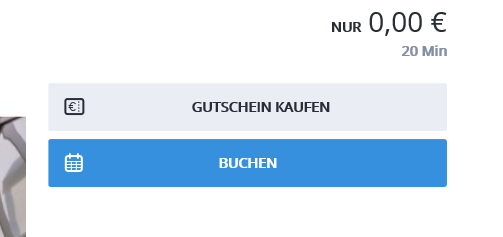 NUR 0,00 €
20 Min
GUTSCHEIN KAUFEN
BUCHEN